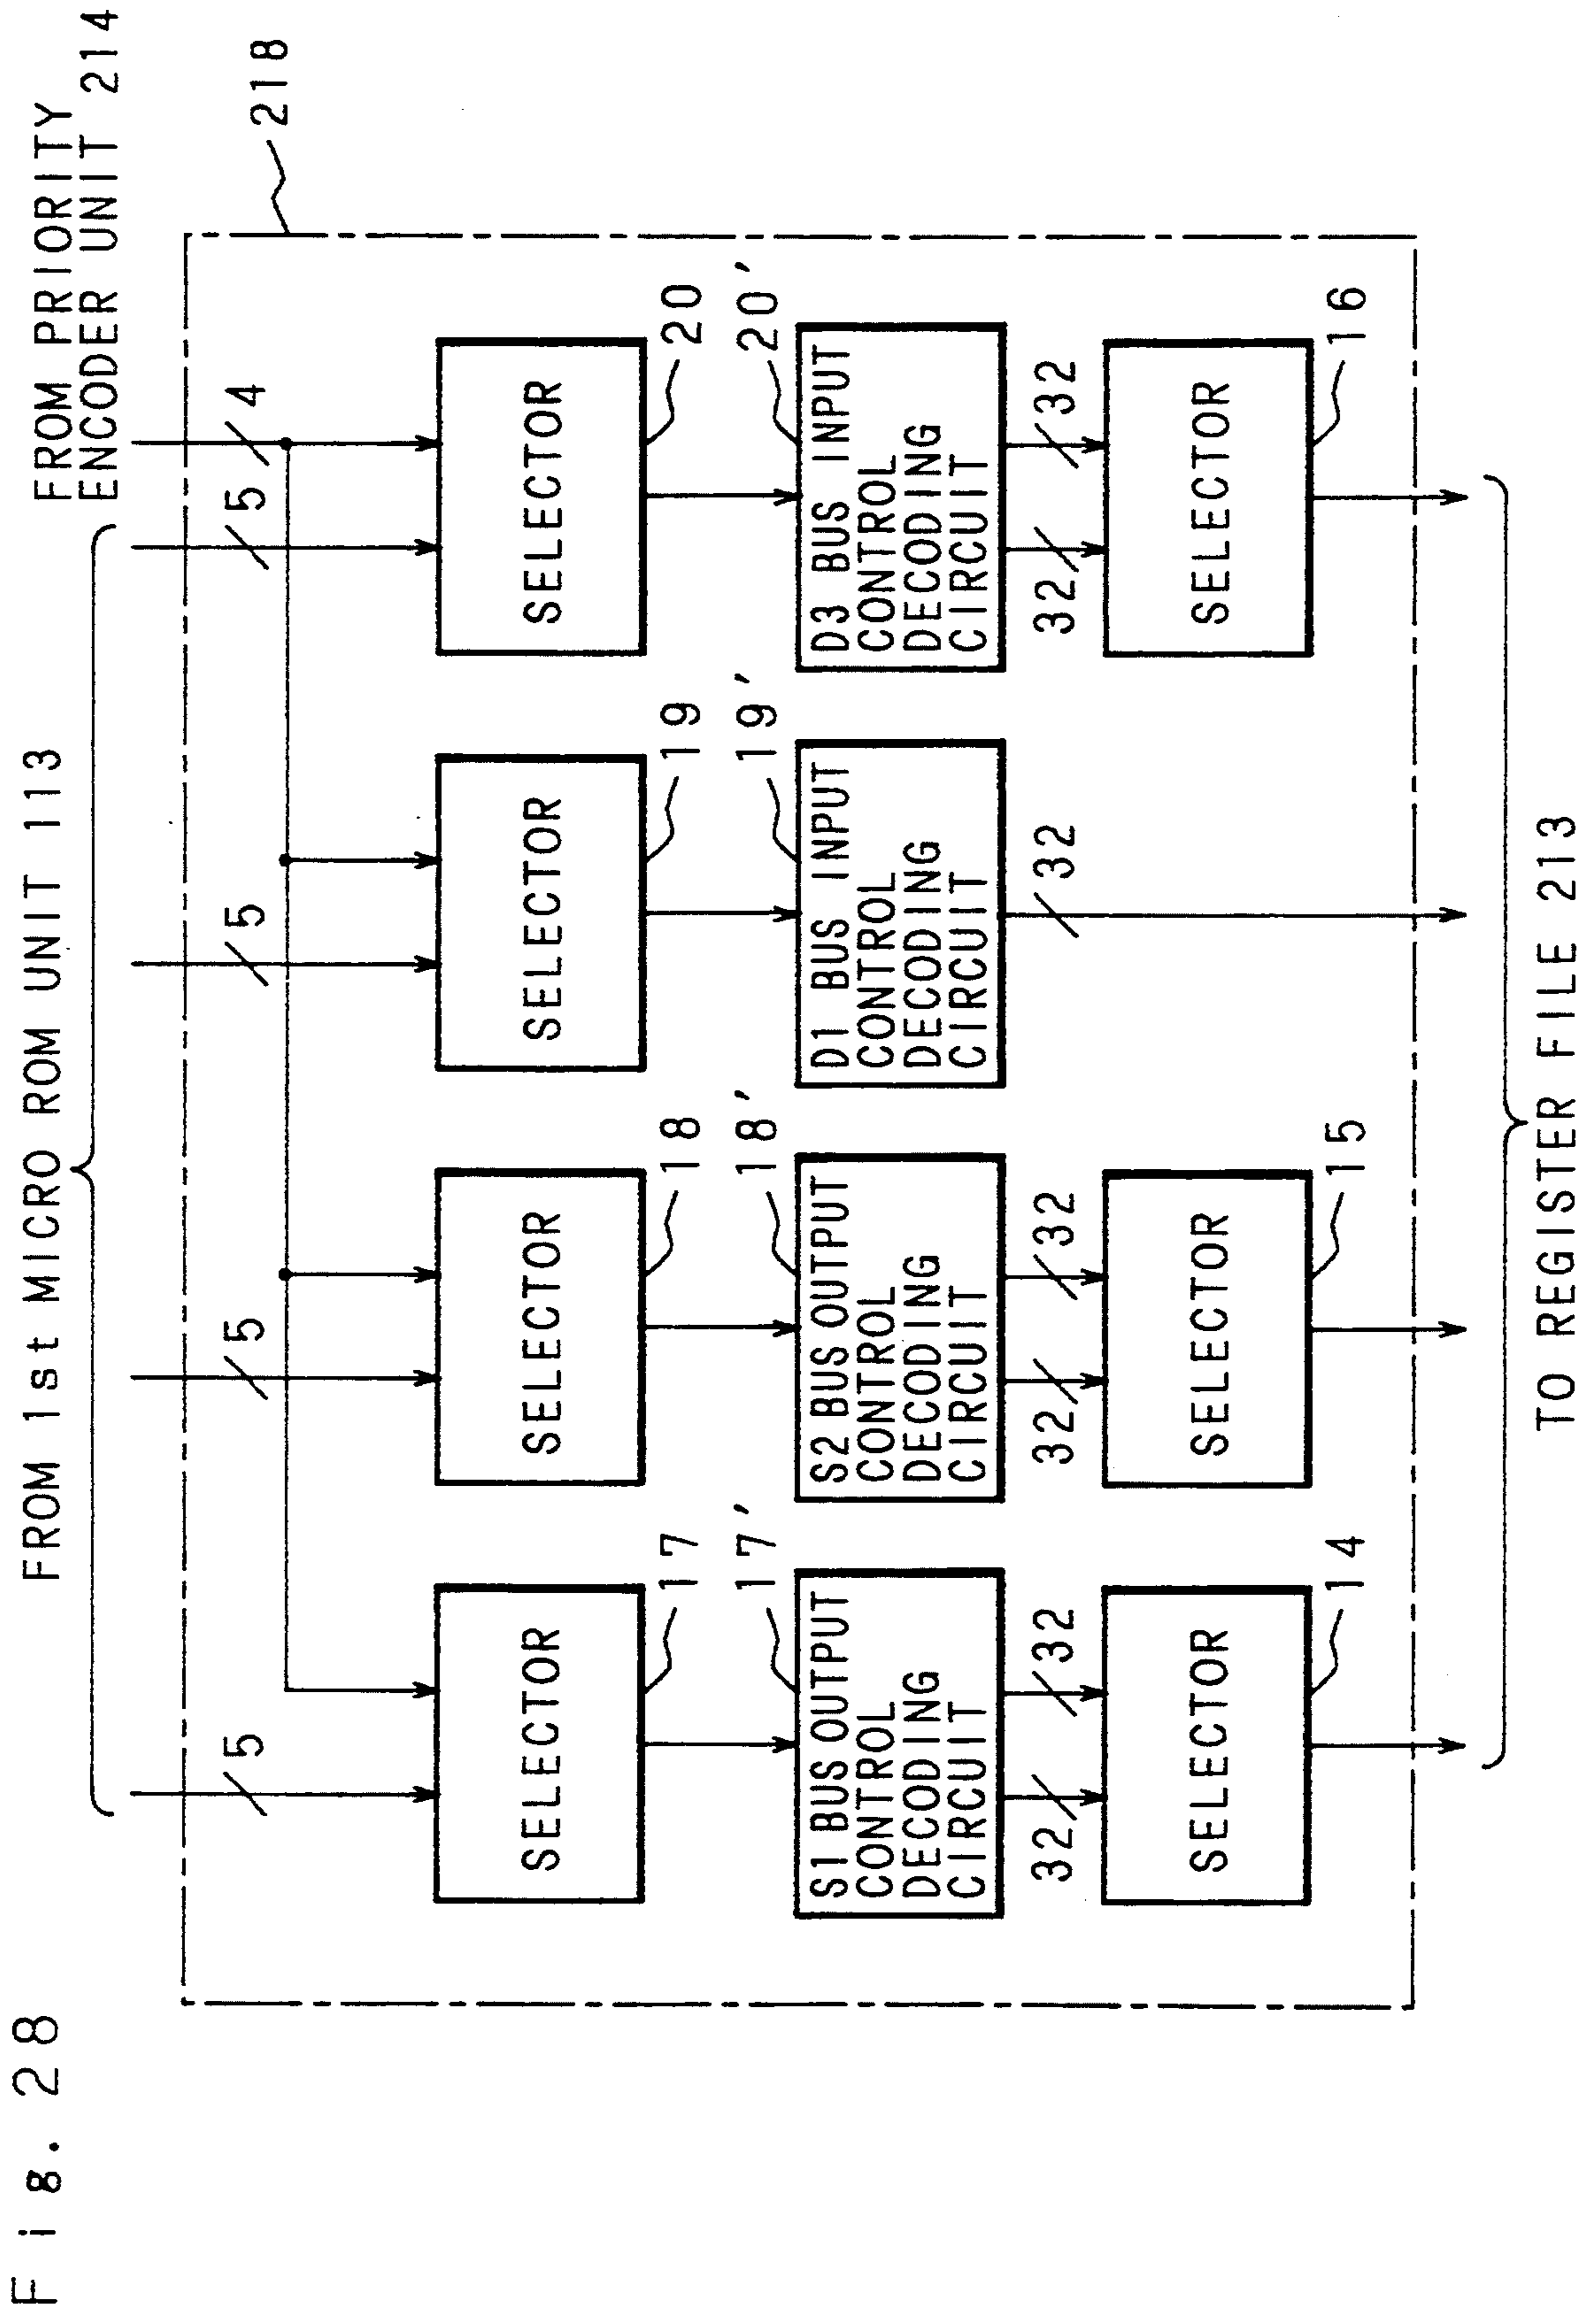 Fig. 28
FROM 1st MICRO ROM UNIT 113
FROM PRIORITY
ENCODER UNIT 214
218
5
5
5
5
4
SELECTOR
17
SELECTOR
18
SELECTOR
19
SELECTOR
20
S1 BUS OUTPUT
CONTROL
DECODING
CIRCUIT
17'
S2 BUS OUTPUT
CONTROL
DECODING
CIRCUIT
18'
D1 BUS INPUT
CONTROL
DECODING
CIRCUIT
19'
D3 BUS INPUT
CONTROL
DECODING
CIRCUIT
20'
32
32
32
32
32
32
32
SELECTOR
14
SELECTOR
15
SELECTOR
16
TO REGISTER FILE 213